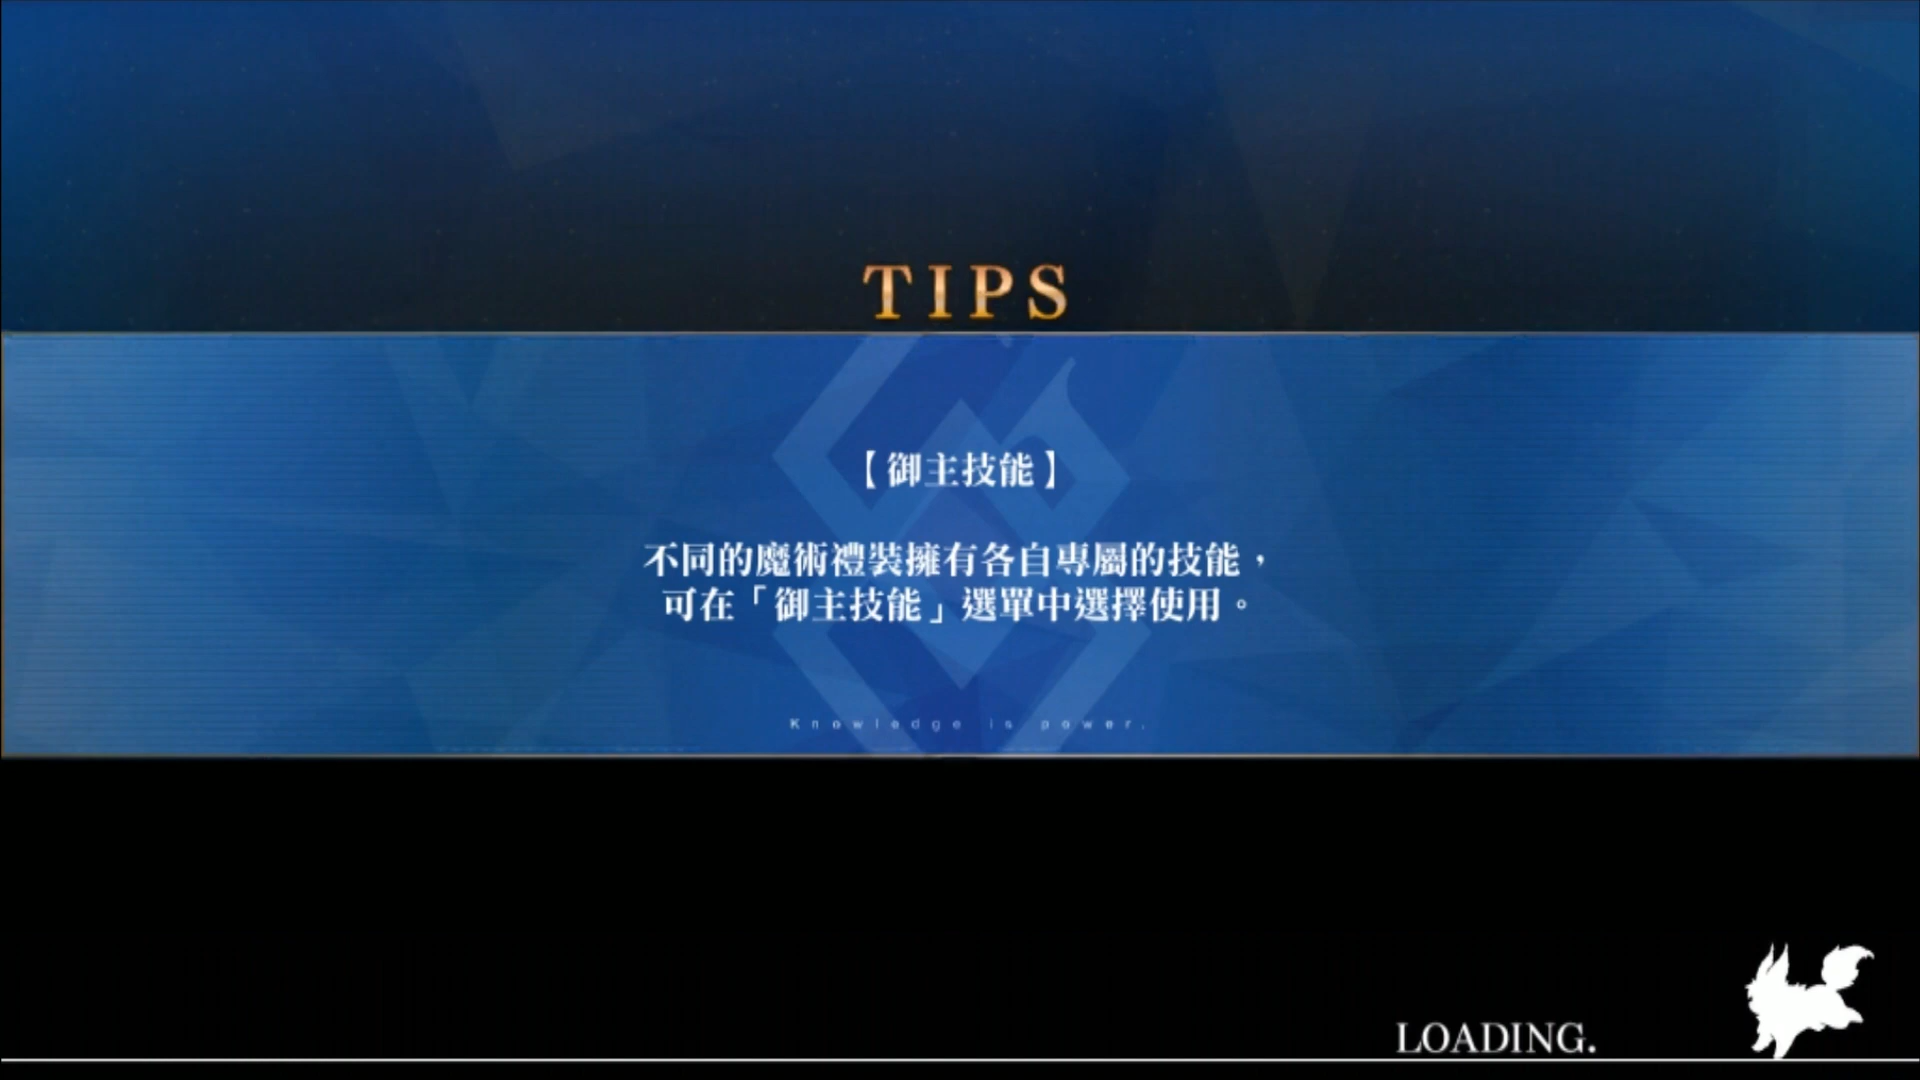 TIPS
【御主技能】
不同的魔術禮裝擁有各自專屬的技能，
可在「御主技能」選單中選擇使用。
Knowledge is power.
LOADING.